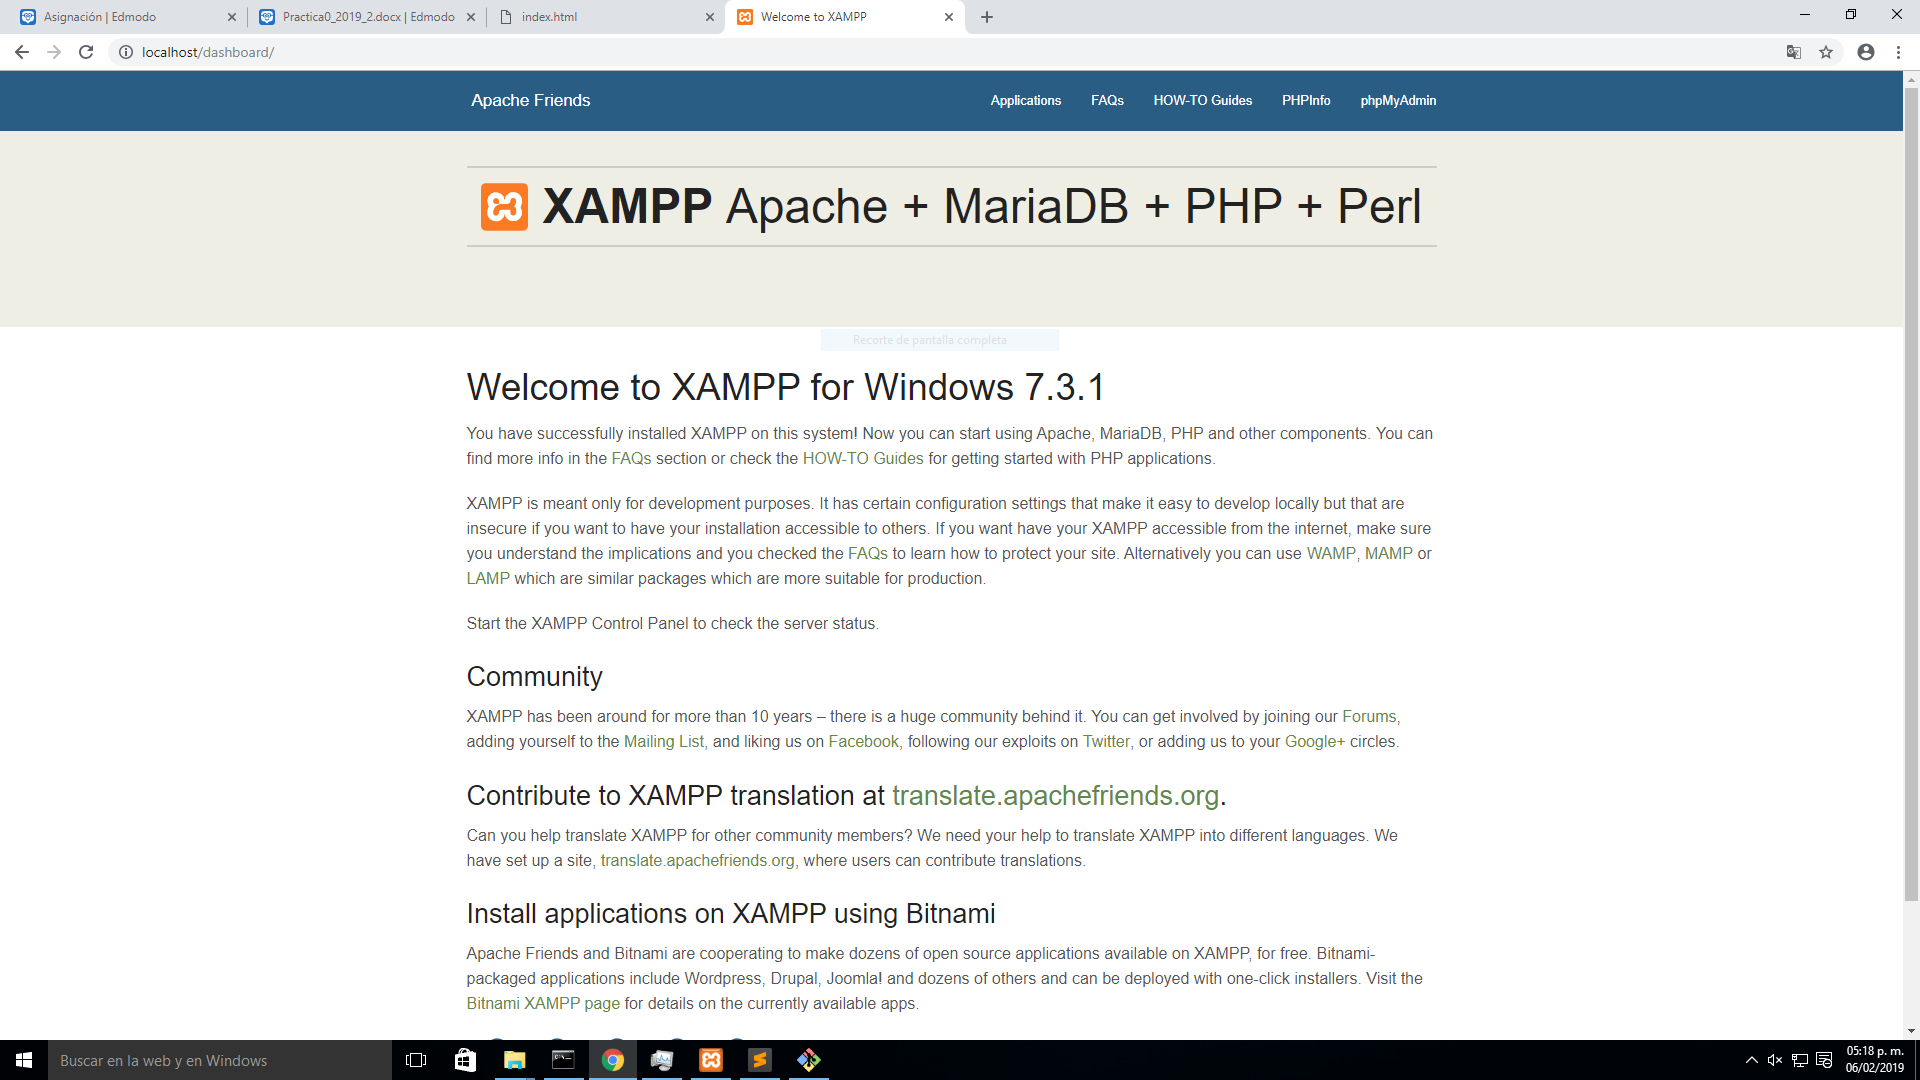 Asignación | Edmodo
Practica0_2019_2.docx | Edmodo
index.html
Welcome to XAMPP
localhost/dashboard/
Apache Friends
Applications
FAQs
HOW-TO Guides
PHPInfo
phpMyAdmin
XAMPP Apache + MariaDB + PHP + Perl
Recorte de pantalla completa
Welcome to XAMPP for Windows 7.3.1
You have successfully installed XAMPP on this system! Now you can start using Apache, MariaDB, PHP and other components. You can
find more info in the FAQs section or check the HOW-TO Guides for getting started with PHP applications.
XAMPP is meant only for development purposes. It has certain configuration settings that make it easy to develop locally but that are
insecure if you want to have your installation accessible to others. If you want have your XAMPP accessible from the internet, make sure
you understand the implications and you checked the FAQs to learn how to protect your site. Alternatively you can use WAMP, MAMP or
LAMP which are similar packages which are more suitable for production.
Start the XAMPP Control Panel to check the server status.
Community
XAMPP has been around for more than 10 years – there is a huge community behind it. You can get involved by joining our Forums,
adding yourself to the Mailing List, and liking us on Facebook, following our exploits on Twitter, or adding us to your Google+ circles.
Contribute to XAMPP translation at translate.apachefriends.org.
Can you help translate XAMPP for other community members? We need your help to translate XAMPP into different languages. We
have set up a site, translate.apachefriends.org, where users can contribute translations.
Install applications on XAMPP using Bitnami
Apache Friends and Bitnami are cooperating to make dozens of open source applications available on XAMPP, for free. Bitnami-
packaged applications include Wordpress, Drupal, Joomla! and dozens of others and can be deployed with one-click installers. Visit the
Bitnami XAMPP page for details on the currently available apps.
Buscar en la web y en Windows
05:18 p. m.
06/02/2019